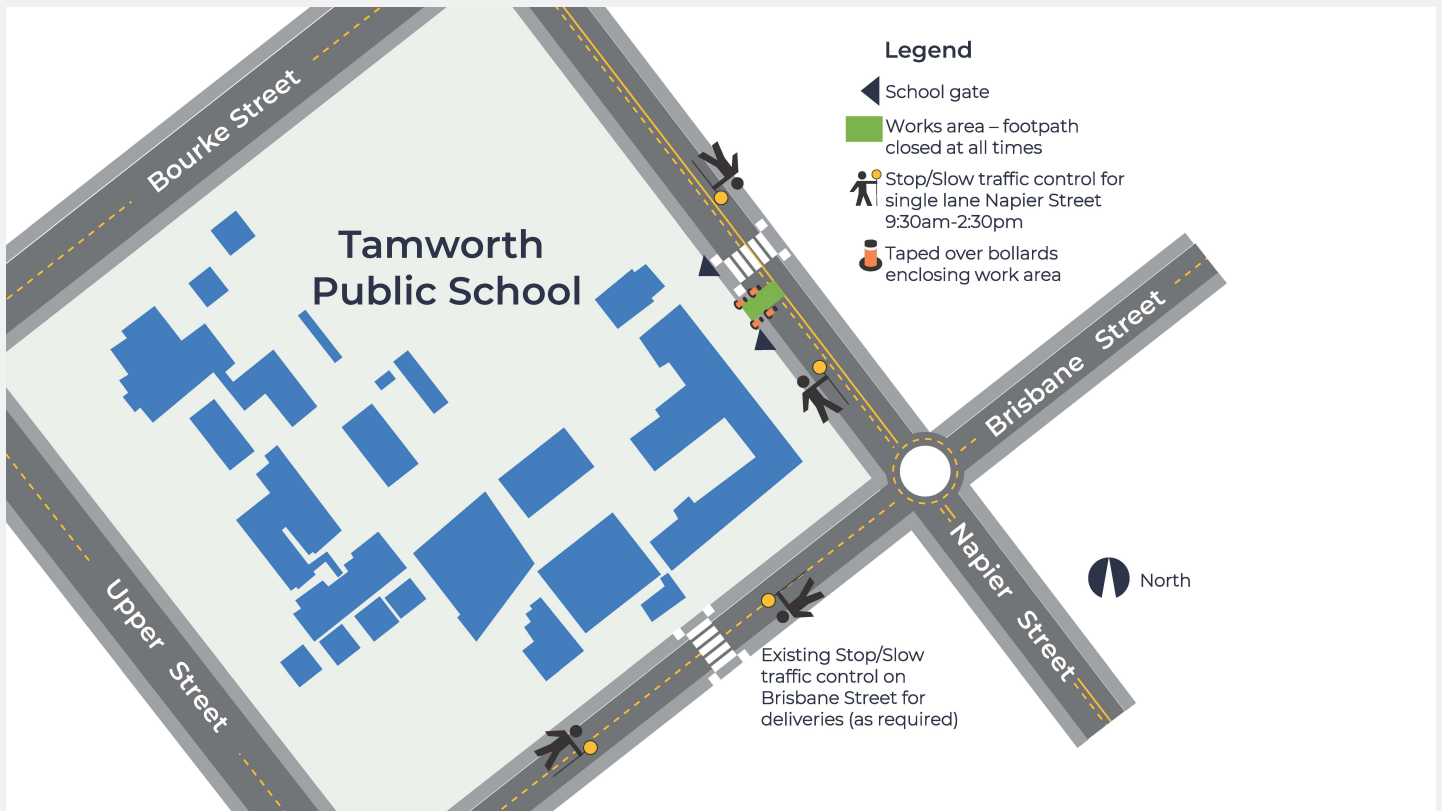 Legend
School gate
Works area – footpath
closed at all times
Stop/Slow traffic control for
single lane Napier Street
9:30am-2:30pm
Taped over bollards
enclosing work area
Bourke Street
Tamworth
Public School
Brisbane Street
Napier Street
Upper Street
North
Existing Stop/Slow
traffic control on
Brisbane Street for
deliveries (as required)